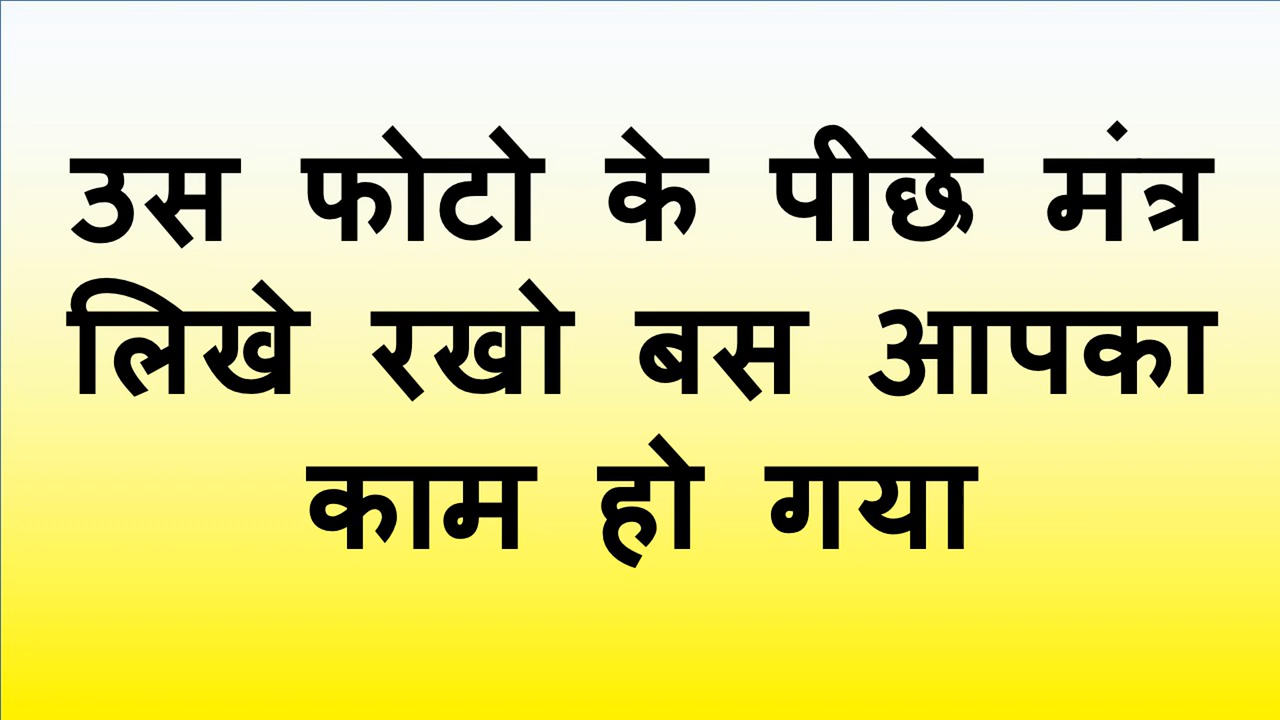 उस फोटो के पीछे मंत्र
लिखे रखो बस आपका
काम हो गया